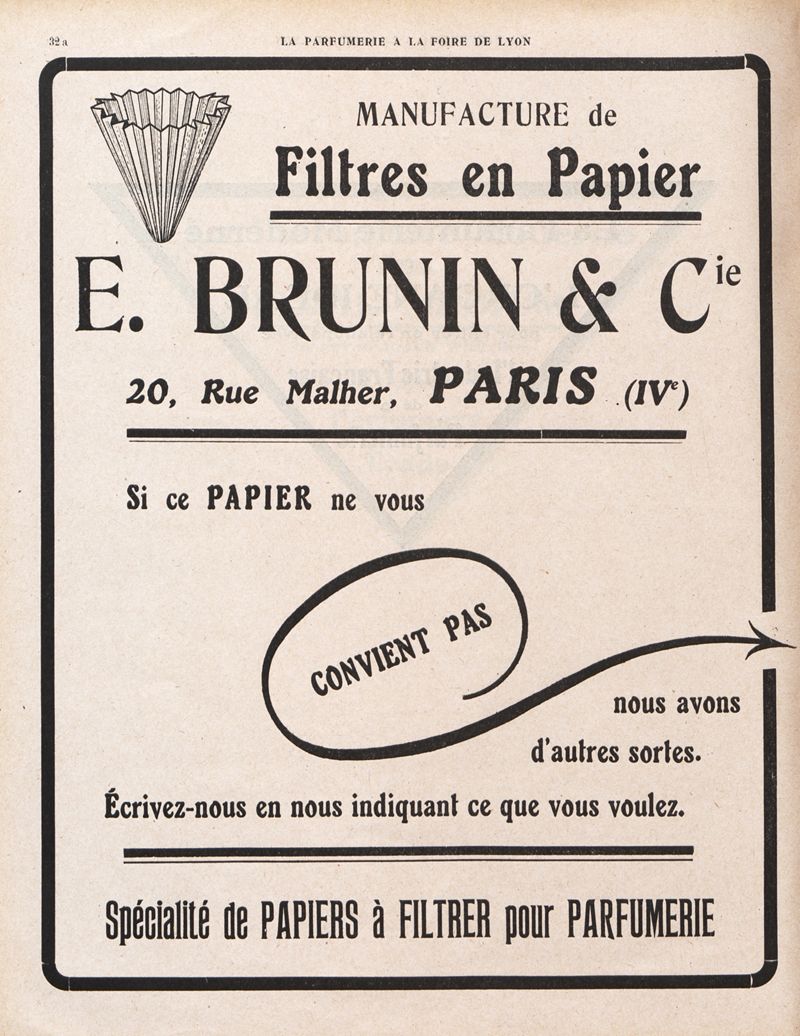 32 a
LA PARFUMERIE A LA FOIRE DE LYON
MANUFACTURE de
Filtres en Papier
E. BRUNIN & Cie
20, Rue Malher, PARIS (IVe)
Si ce PAPIER ne vous
CONVIENT PAS
nous avons
d'autres sortes.
Écrivez-nous en nous indiquant ce que vous voulez.
Spécialité de PAPIERS à FILTRER pour PARFUMERIE